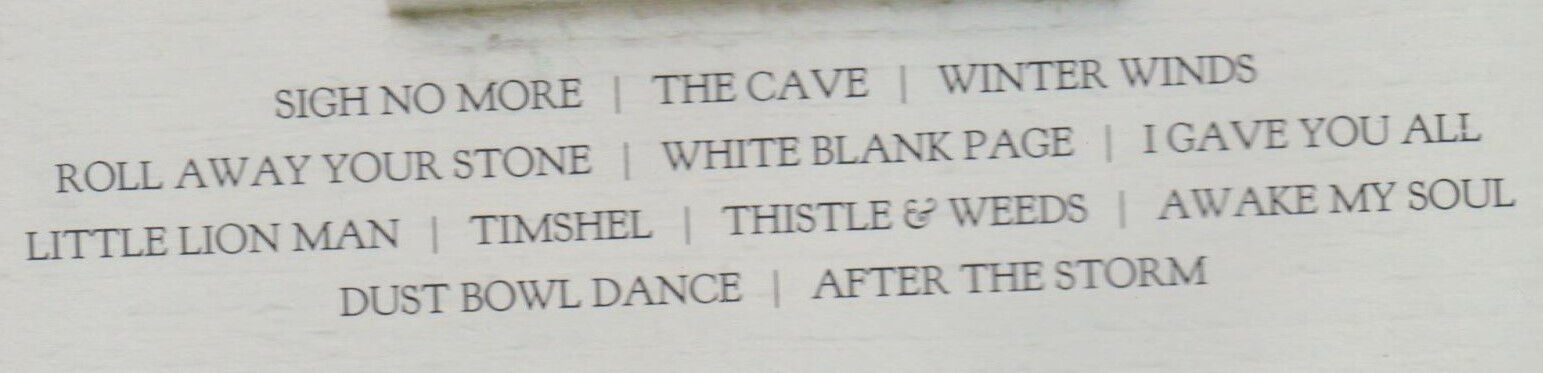 SIGH NO MORE | THE CAVE | WINTER WINDS
ROLL AWAY YOUR STONE | WHITE BLANK PAGE | I GAVE YOU ALL
LITTLE LION MAN | TIMSHEL | THISTLE & WEEDS | AWAKE MY SOUL
DUST BOWL DANCE | AFTER THE STORM